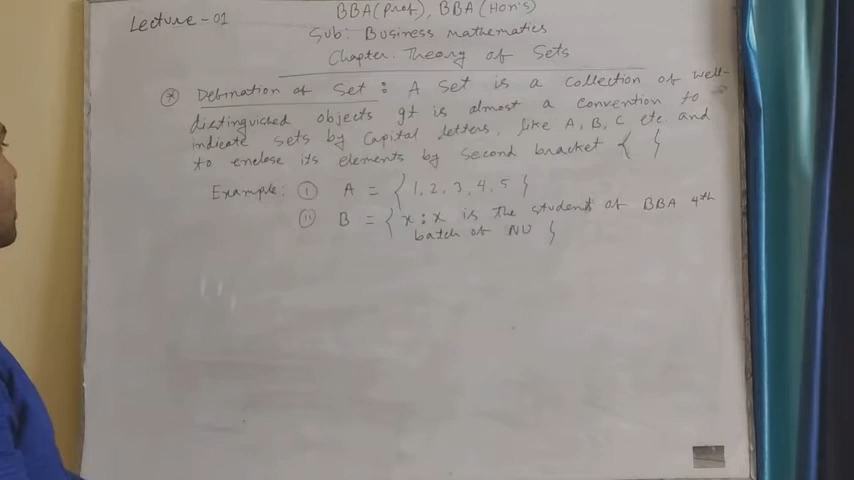 Lecture-01
BBA(Prof), BBA(Hon's)
Sub: Business mathematics
Chapter. Theory of Sets
* Defination of Set : A Set is a collection of well-
distinguished objects It is almost a convention to
indicate sets by Capital letters, like A, B, C etc. and
to enclose its elements by Second bracket { }
Example: (i) A = { 1, 2, 3, 4, 5 }
(ii) B = { x : x is the student of BBA 4th
batch of NU }